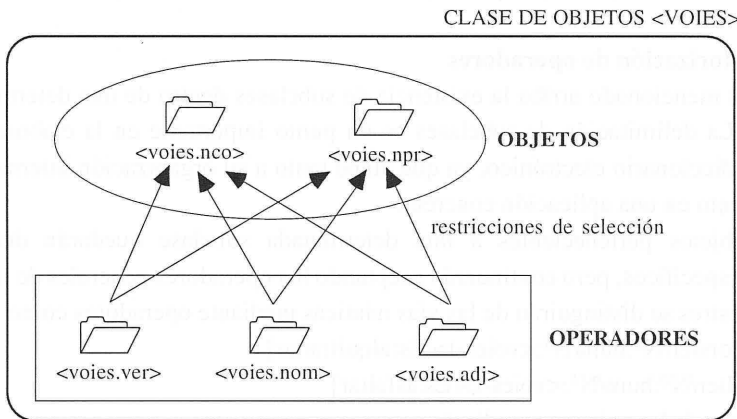 CLASE DE OBJETOS <VOIES>
<voies.nco>
<voies.npr>
OBJETOS
restricciones de selección
OPERADORES
<voies.ver>
<voies.nom>
<voies.adj>